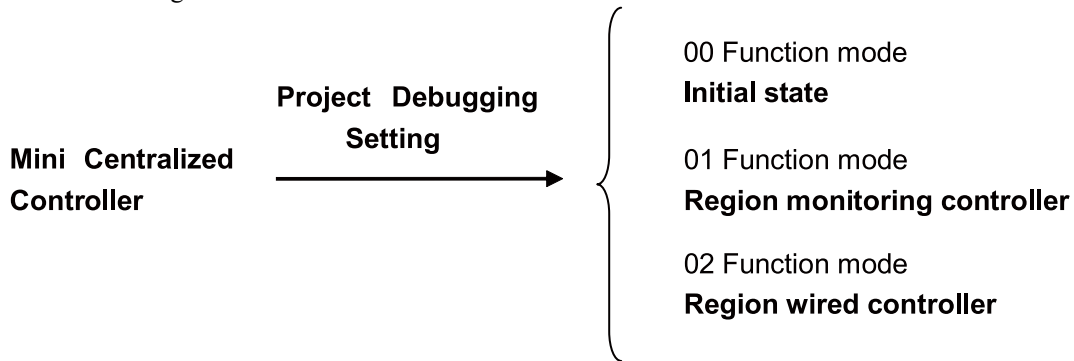 Mini Centralized
Controller
Project Debugging
Setting
00 Function mode
Initial state
01 Function mode
Region monitoring controller
02 Function mode
Region wired controller